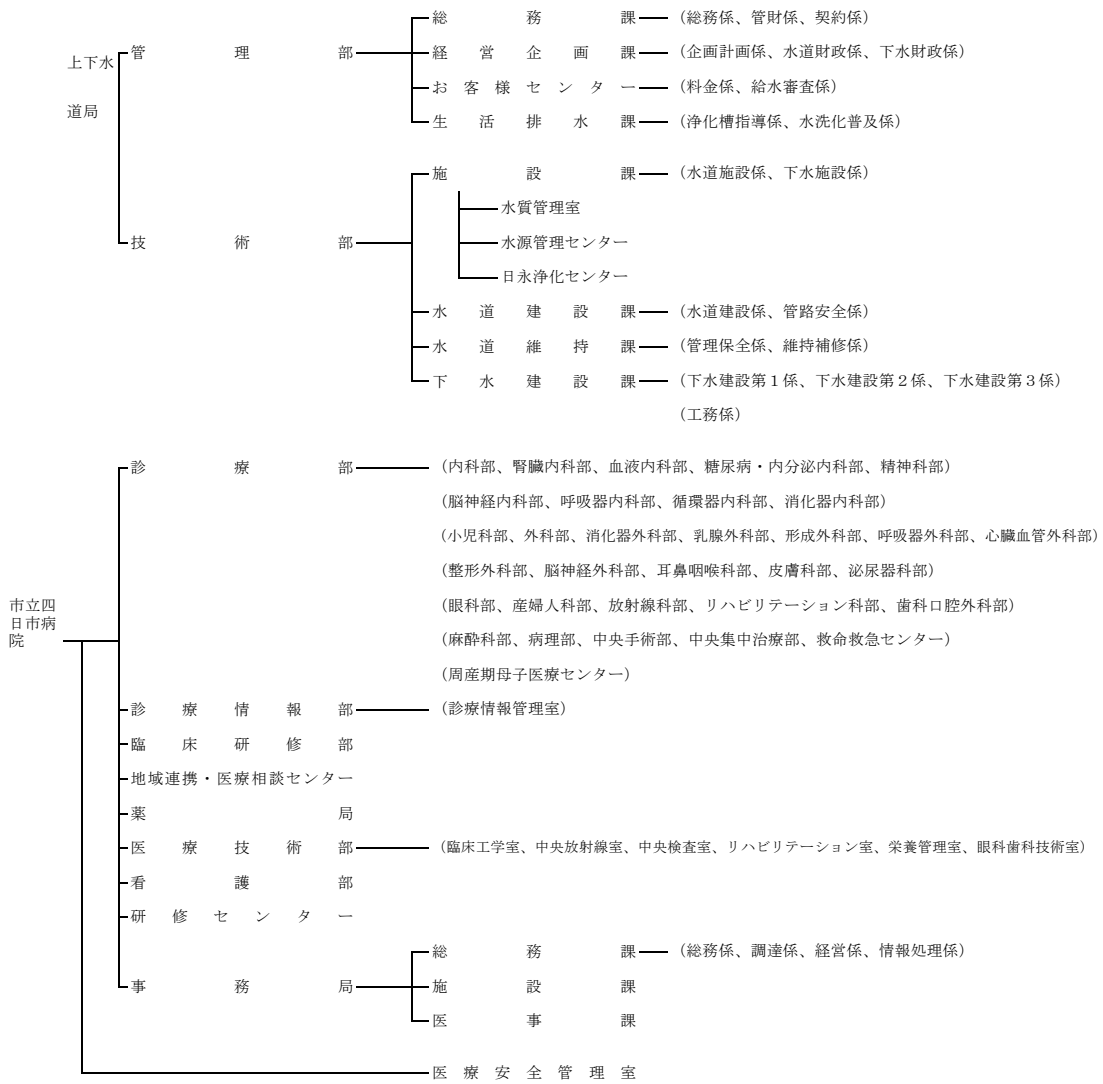 総務課 (総務係、管財係、契約係)
上下水道局 管理部 経営企画課 (企画計画係、水道財政係、下水財政係)
お客様センター (料金係、給水審査係)
生活排水課 (浄化槽指導係、水洗化普及係)
施設課 (水道施設係、下水施設係)
水質管理室
技術部 水源管理センター
日永浄化センター
水道建設課 (水道建設係、管路安全係)
水道維持課 (管理保全係、維持補修係)
下水建設課 (下水建設第1係、下水建設第2係、下水建設第3係)
(工務係)
診療部 (内科部、腎臓内科部、血液内科部、糖尿病・内分泌内科部、精神科部)
(脳神経内科部、呼吸器内科部、循環器内科部、消化器内科部)
(小児科部、外科部、消化器外科部、乳腺外科部、形成外科部、呼吸器外科部、心臓血管外科部)
(整形外科部、脳神経外科部、耳鼻咽喉科部、皮膚科部、泌尿器科部)
市立四日市病院 (眼科部、産婦人科部、放射線科部、リハビリテーション科部、歯科口腔外科部)
(麻酔科部、病理部、中央手術部、中央集中治療部、救命救急センター)
(周産期母子医療センター)
診療情報部 (診療情報管理室)
臨床研修部
地域連携・医療相談センター
薬局
医療技術部 (臨床工学室、中央放射線室、中央検査室、リハビリテーション室、栄養管理室、眼科歯科技術室)
看護部
研修センター
総務課 (総務係、調達係、経営係、情報処理係)
事務局 施設課
医事課
医療安全管理室